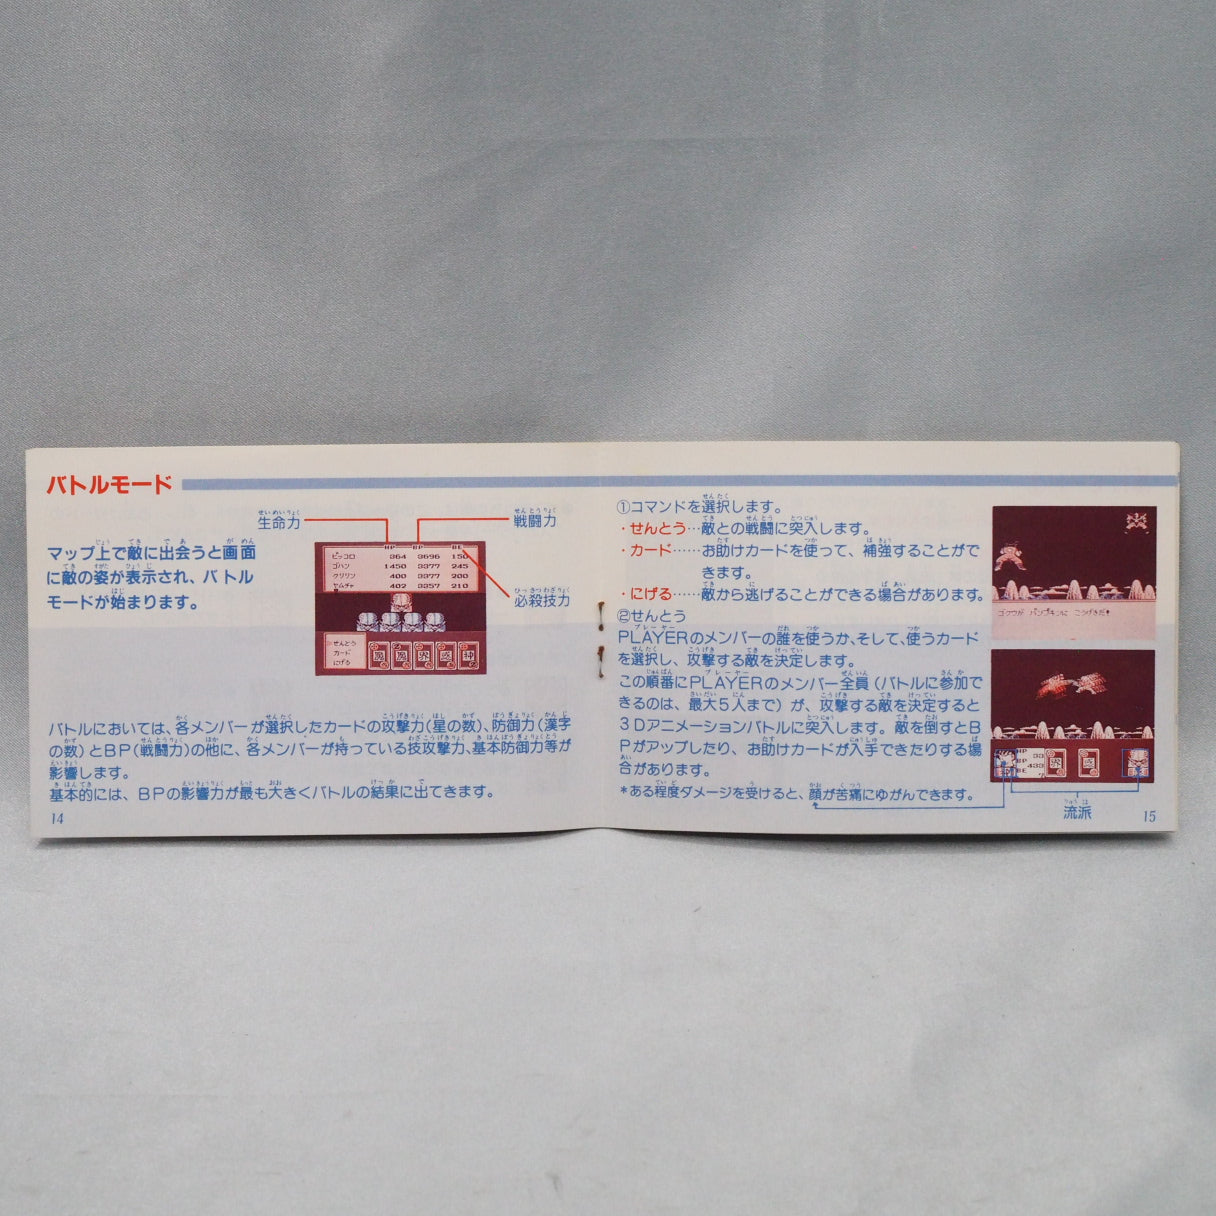 バトルモード
生命力
戦闘力
必殺技力
マップ上で敵に出会うと画面
に敵の姿が表示され、バトル
モードが始まります。
HP BP BE
ピッコロ 364 3696 150
ゴハン 1450 3377 245
クリリン 400 3377 200
ヤムチャ 402 3357 210
せんとう
カード
にげる
バトルにおいては、各メンバーが選択したカードの攻撃力(星の数)、防御力(漢字
の数)とBP(戦闘力)の他に、各メンバーが持っている技攻撃力、基本防御力等が
影響します。
基本的には、BPの影響力が最も大きくバトルの結果に出てきます。
14
①コマンドを選択します。
・せんとう…敵との戦闘に突入します。
・カード……お助けカードを使って、補強することがで
きます。
・にげる……敵から逃げることができる場合があります。
②せんとう
PLAYERのメンバーの誰を使うか、そして、使うカード
を選択し、攻撃する敵を決定します。
この順番にPLAYERのメンバー全員(バトルに参加で
きるのは、最大5人まで)が、攻撃する敵を決定すると
3Dアニメーションバトルに突入します。敵を倒すとB
Pがアップしたり、お助けカードが入手できたりする場
合があります。
*ある程度ダメージを受けると、顔が苦痛にゆがんできます。
流派
15